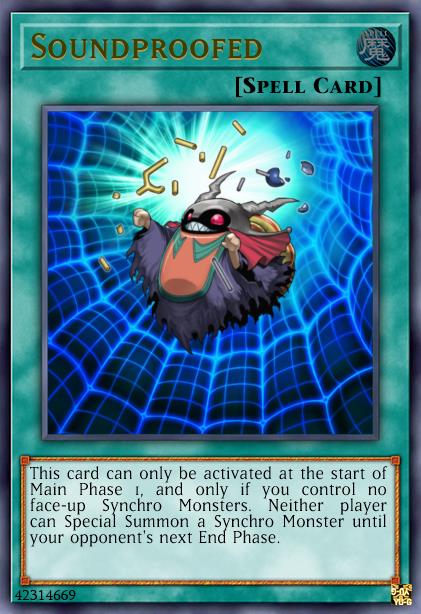 Soundproofed
魔
[Spell Card]
This card can only be activated at the start of
Main Phase 1, and only if you control no
face-up Synchro Monsters. Neither player
can Special Summon a Synchro Monster until
your opponent's next End Phase.
42314669